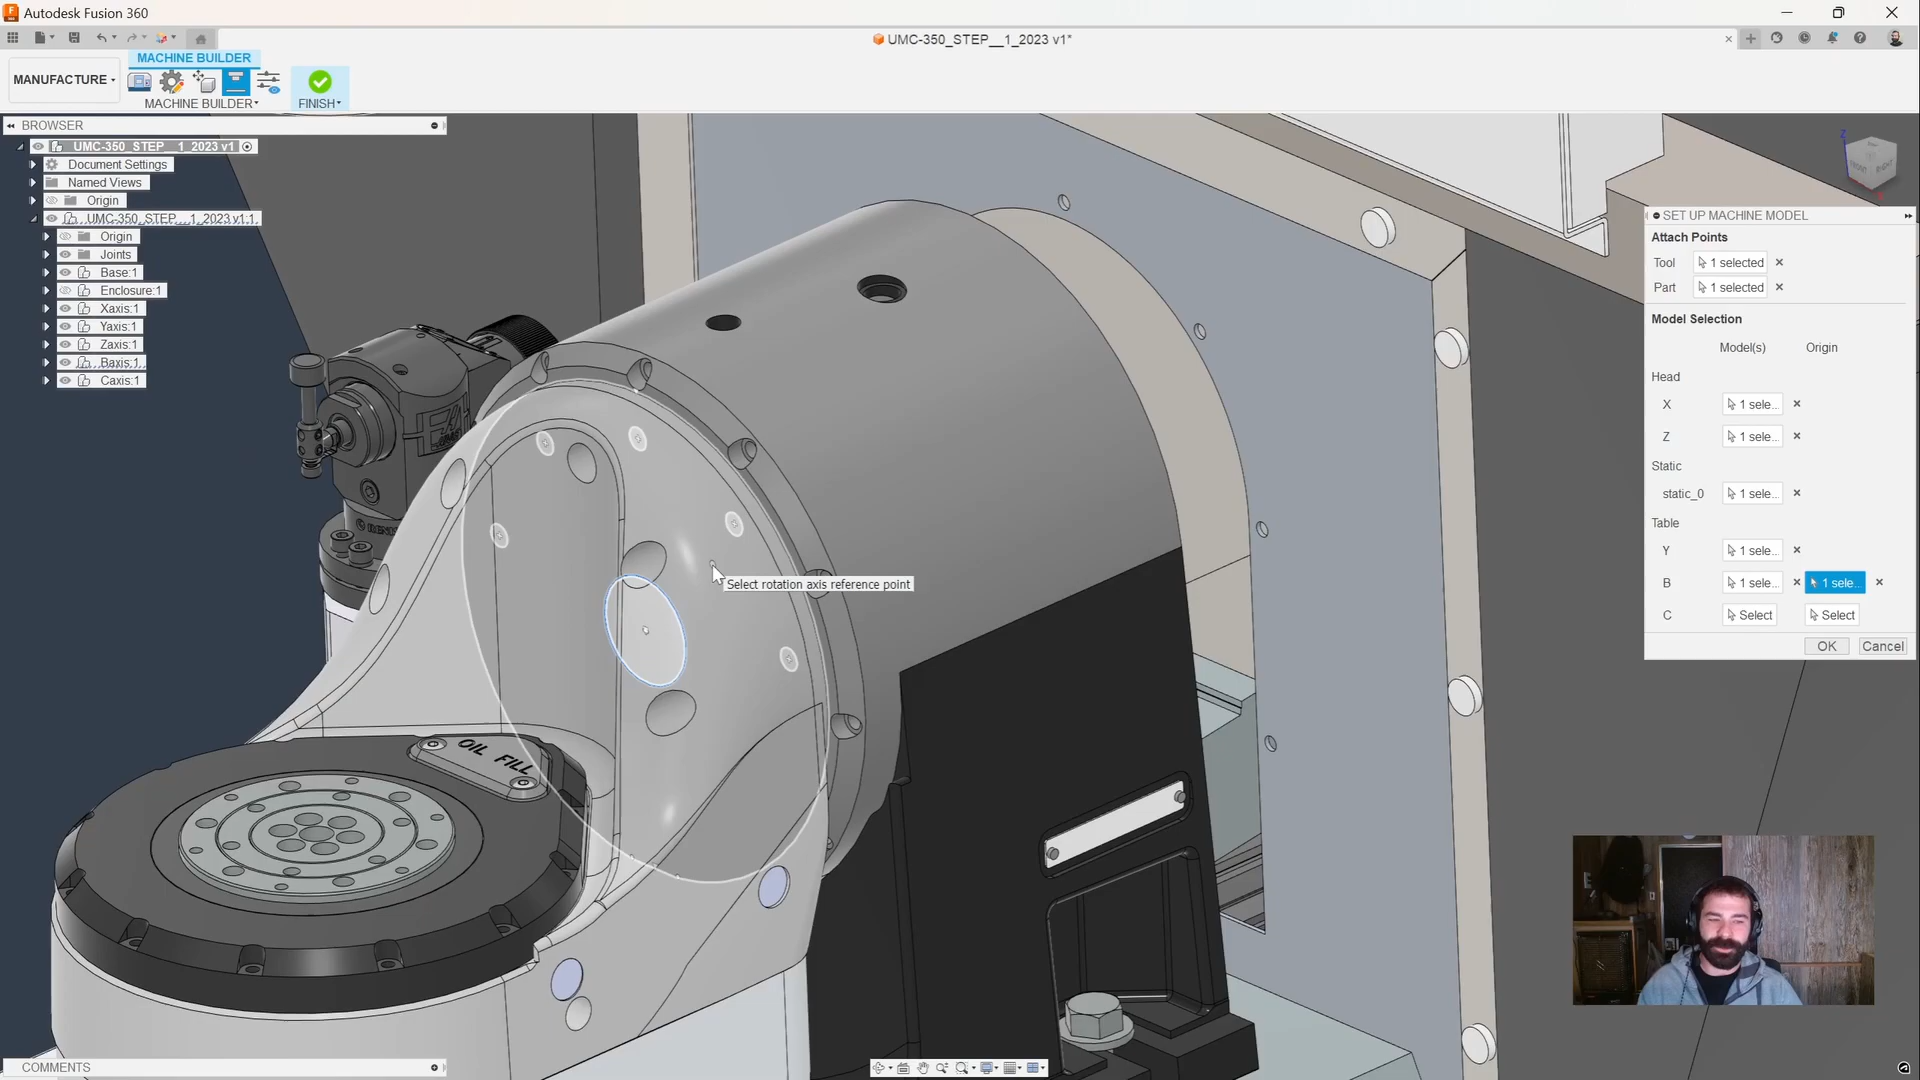 Autodesk Fusion 360
UMC-350_STEP__1_2023 v1*
MANUFACTURE
MACHINE BUILDER
MACHINE BUILDER
FINISH
BROWSER
UMC-350_STEP__1_2023 v1
Document Settings
Named Views
Origin
UMC-350_STEP__1_2023 v1:1
Origin
Joints
Base:1
Enclosure:1
Xaxis:1
Yaxis:1
Zaxis:1
Baxis:1
Caxis:1
Z
FRONT
RIGHT
SET UP MACHINE MODEL
Attach Points
Tool 1 selected
Part 1 selected
Model Selection
Model(s) Origin
Head
X 1 sele...
Z 1 sele...
Static
static_0 1 sele...
Table
Y 1 sele...
B 1 sele... 1 sele...
C Select Select
OK Cancel
Select rotation axis reference point
OIL FILL
COMMENTS